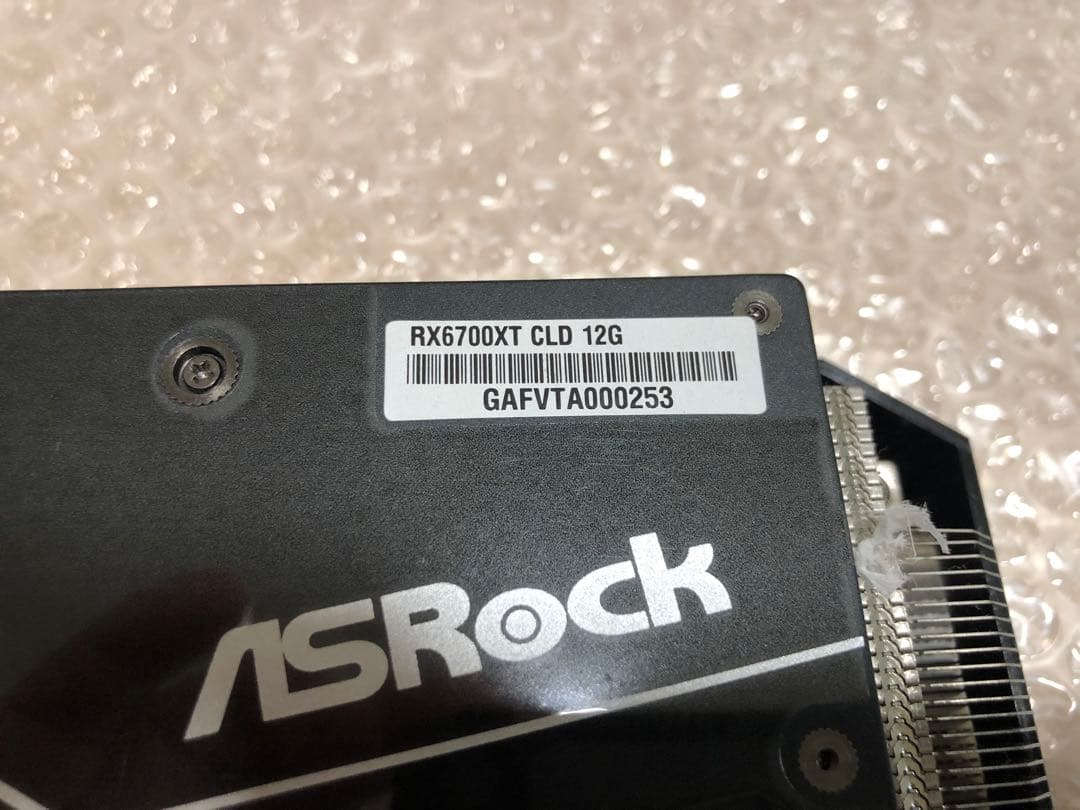 RX6700XT CLD 12G
GAFVTA000253
ASRock